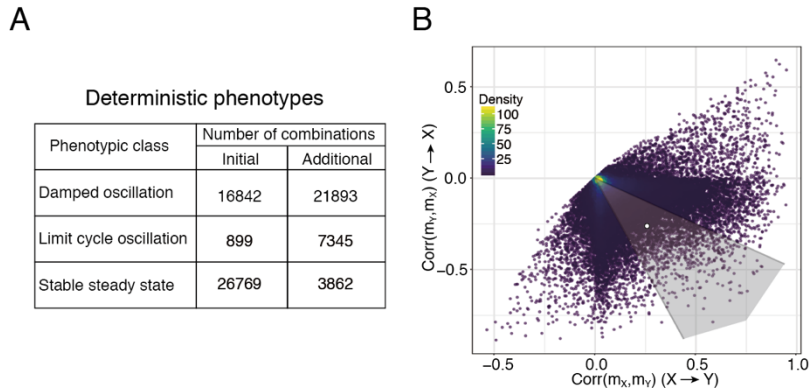 A
Deterministic phenotypes
Phenotypic class
Number of combinations
Initial
Additional
Damped oscillation 16842 21893
Limit cycle oscillation 899 7345
Stable steady state 26769 3862
B
Density
100
75
50
25
0.5
0.0
−0.5
Corr(mY,mX) (Y → X)
−0.5 0.0 0.5 1.0
Corr(mX,mY) (X → Y)